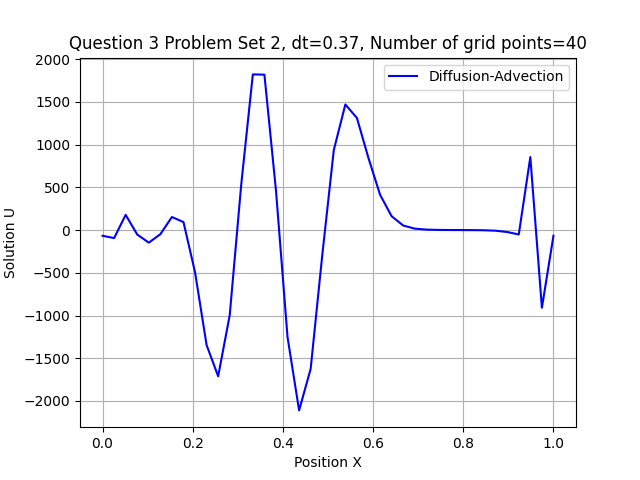 Question 3 Problem Set 2, dt=0.37, Number of grid points=40
Diffusion-Advection
Solution U
2000
1500
1000
500
0
−500
−1000
−1500
−2000
0.0 0.2 0.4 0.6 0.8 1.0
Position X